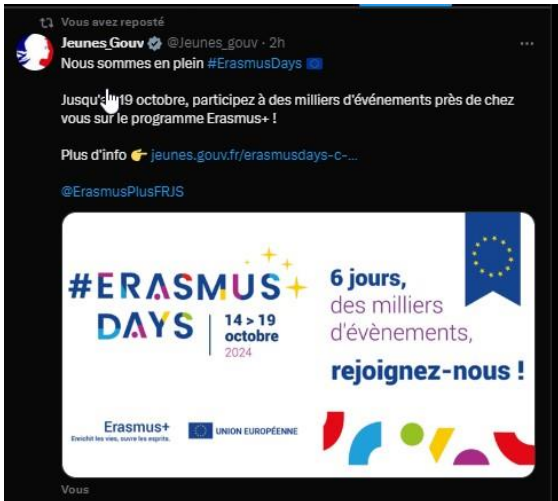 Vous avez reposté
Jeunes_Gouv @Jeunes_gouv · 2h
Nous sommes en plein #ErasmusDays
Jusqu'au 19 octobre, participez à des milliers d'événements près de chez
vous sur le programme Erasmus+ !
Plus d'info 👉 jeunes.gouv.fr/erasmusdays-c-...
@ErasmusPlusFRJS
#ERASMUS+
DAYS
14 > 19
octobre
2024
6 jours,
des milliers
d'évènements,
rejoignez-nous !
Erasmus+
Enrichit les vies, ouvre les esprits.
UNION EUROPÉENNE
Vous